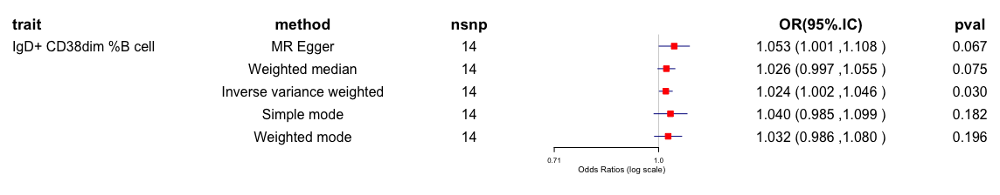 trait method nsnp OR(95%.IC) pval
IgD+ CD38dim %B cell MR Egger 14 1.053 (1.001 ,1.108 ) 0.067
Weighted median 14 1.026 (0.997 ,1.055 ) 0.075
Inverse variance weighted 14 1.024 (1.002 ,1.046 ) 0.030
Simple mode 14 1.040 (0.985 ,1.099 ) 0.182
Weighted mode 14 1.032 (0.986 ,1.080 ) 0.196
0.71 1.0
Odds Ratios (log scale)